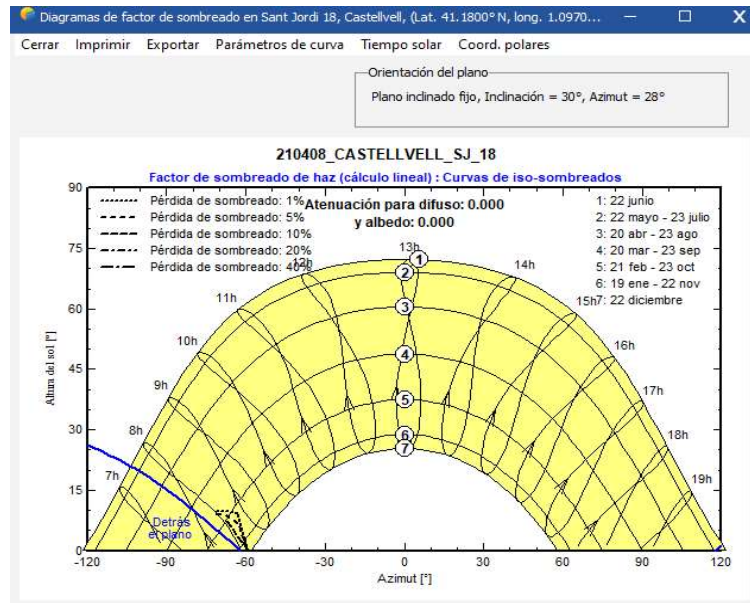 Diagramas de factor de sombreado en Sant Jordi 18, Castellvell, (Lat. 41.1800° N, long. 1.0970...
Cerrar Imprimir Exportar Parámetros de curva Tiempo solar Coord. polares
Orientación del plano
Plano inclinado fijo, Inclinación = 30°, Azimut = 28°
210408_CASTELLVELL_SJ_18
Factor de sombreado de haz (cálculo lineal) : Curvas de iso-sombreados
Pérdida de sombreado: 1%
Pérdida de sombreado: 5%
Pérdida de sombreado: 10%
Pérdida de sombreado: 20%
Pérdida de sombreado: 40%
Atenuación para difuso: 0.000
y albedo: 0.000
1: 22 junio
2: 22 mayo - 23 julio
3: 20 abr - 23 ago
4: 20 mar - 23 sep
5: 21 feb - 23 oct
6: 19 ene - 22 nov
7: 22 diciembre
90
75
60
45
30
15
0
Altura del sol [°]
7h
8h
9h
10h
11h
12h
13h
14h
15h
16h
17h
18h
19h
1
2
3
4
5
6
7
Detrás
el plano
-120 -90 -60 -30 0 30 60 90 120
Azimut [°]